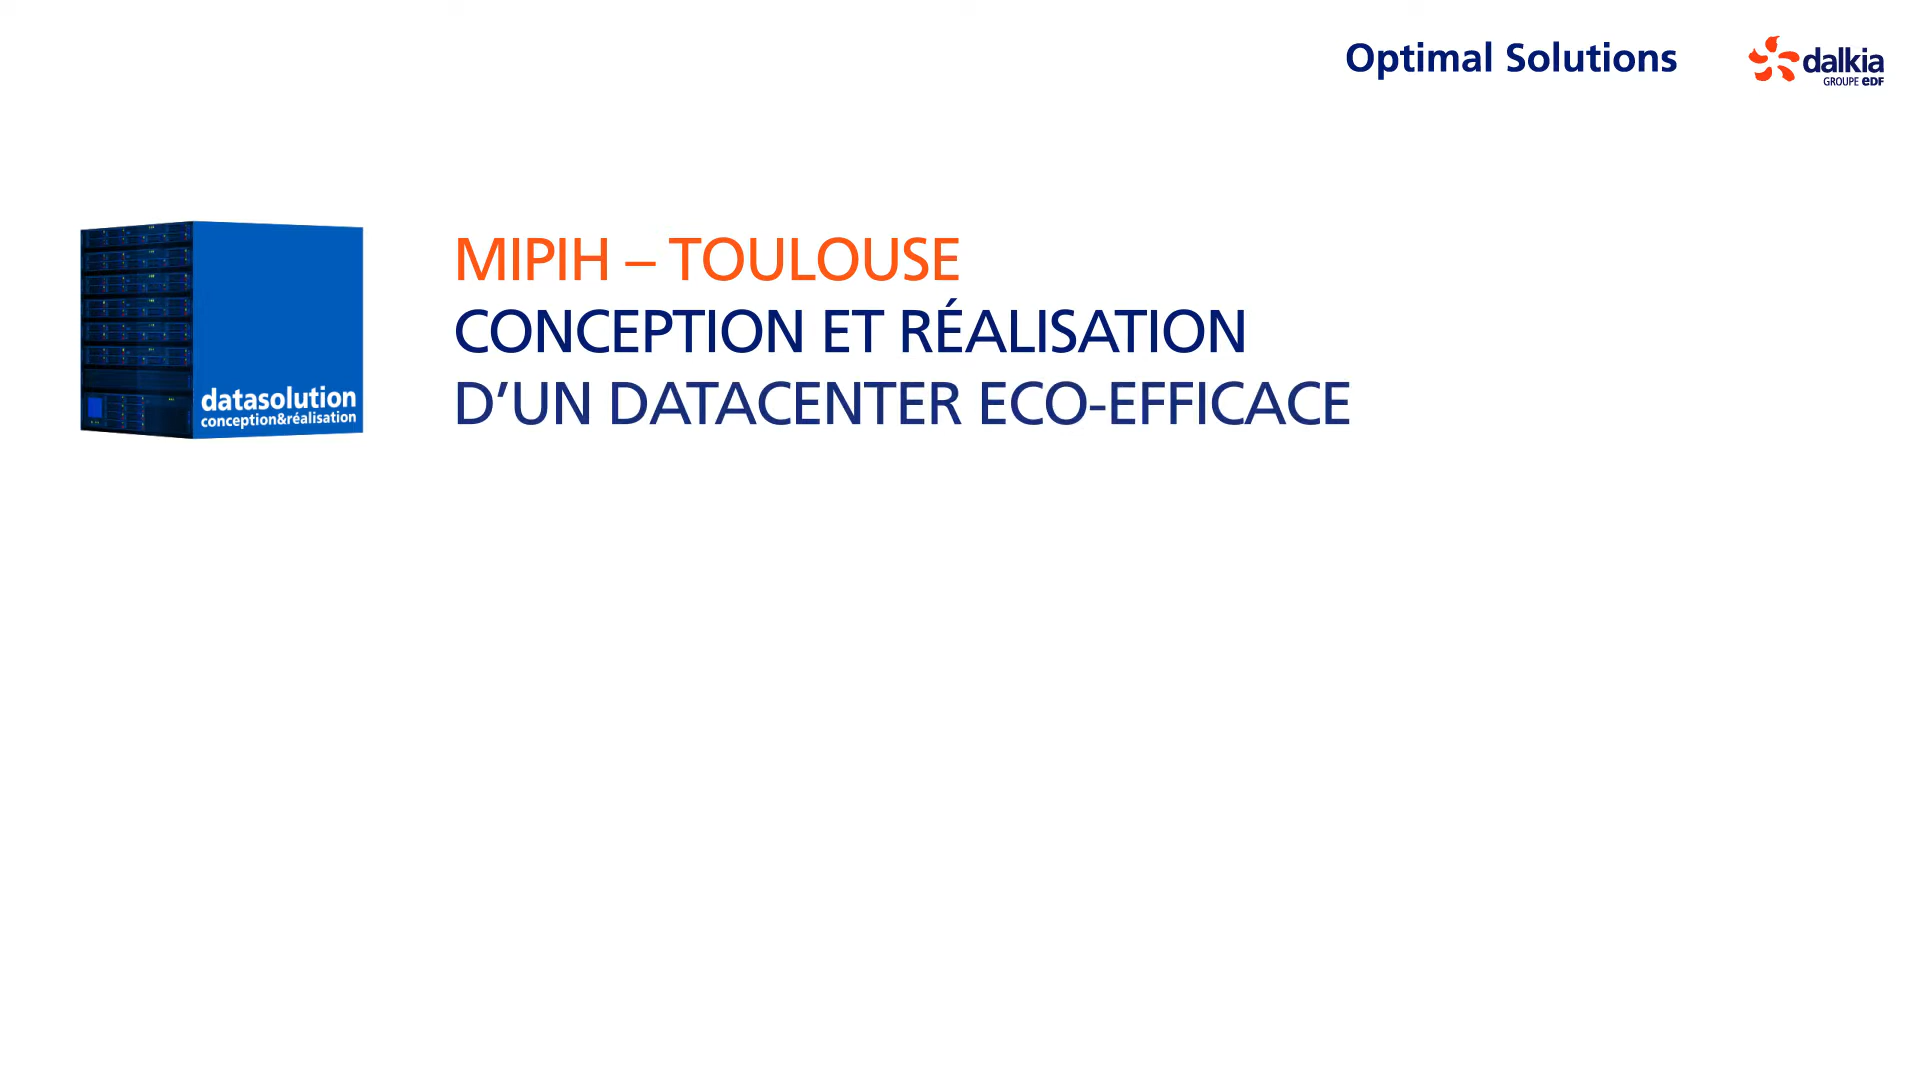 Optimal Solutions
dalkia
GROUPE eDF
MIPIH – TOULOUSE
CONCEPTION ET RÉALISATION
D’UN DATACENTER ECO-EFFICACE
datasolution
conception&réalisation